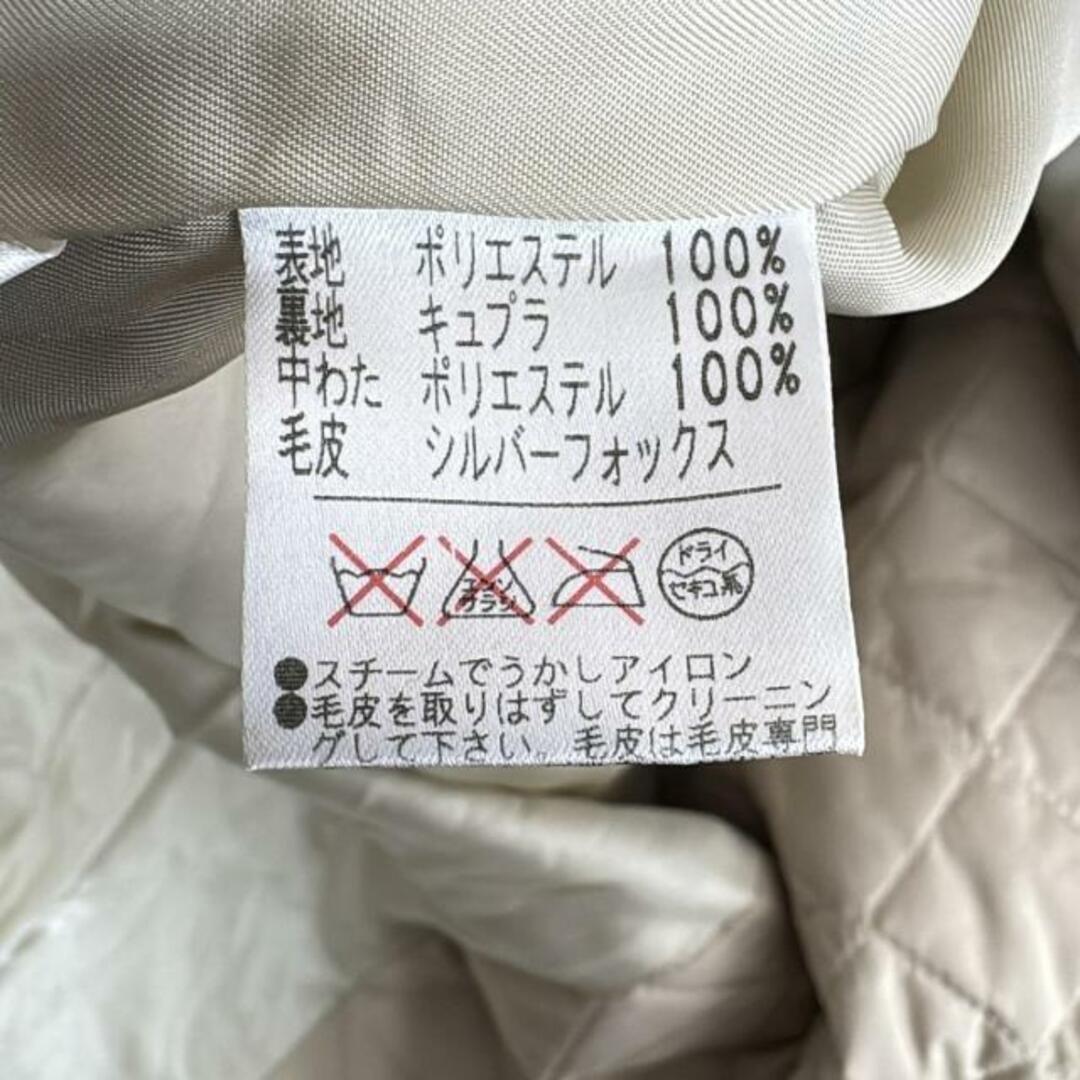 表地 ポリエステル 100%
裏地 キュプラ 100%
中わた ポリエステル 100%
毛皮 シルバーフォックス
エンソ
サラシ
ドライ
セキユ系
●スチームでうかしアイロン
●毛皮を取りはずしてクリーニン
グして下さい。毛皮は毛皮専門